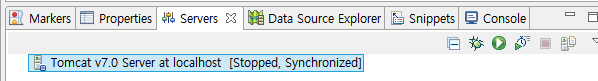 Markers Properties Servers Data Source Explorer Snippets Console
Tomcat v7.0 Server at localhost [Stopped, Synchronized]